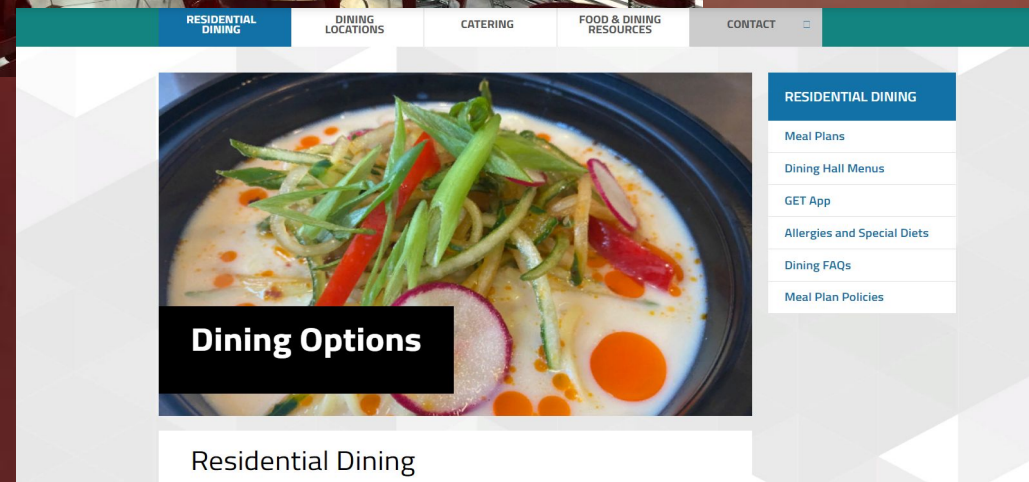 RESIDENTIAL
DINING
DINING
LOCATIONS
CATERING
FOOD & DINING
RESOURCES
CONTACT
Dining Options
Residential Dining
RESIDENTIAL DINING
Meal Plans
Dining Hall Menus
GET App
Allergies and Special Diets
Dining FAQs
Meal Plan Policies